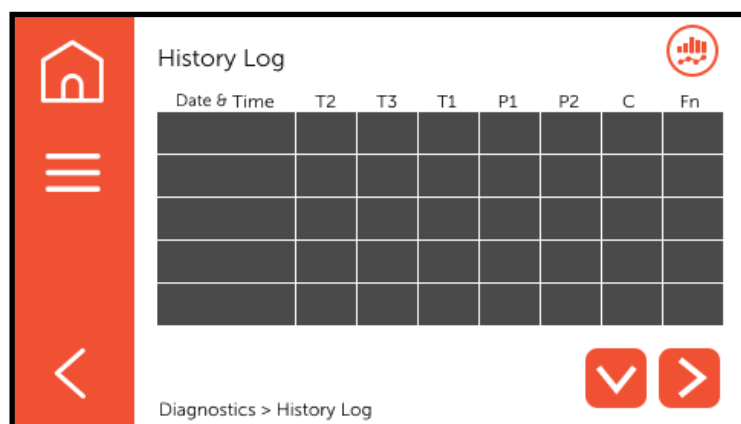 History Log
Date & Time T2 T3 T1 P1 P2 C Fn
Diagnostics > History Log